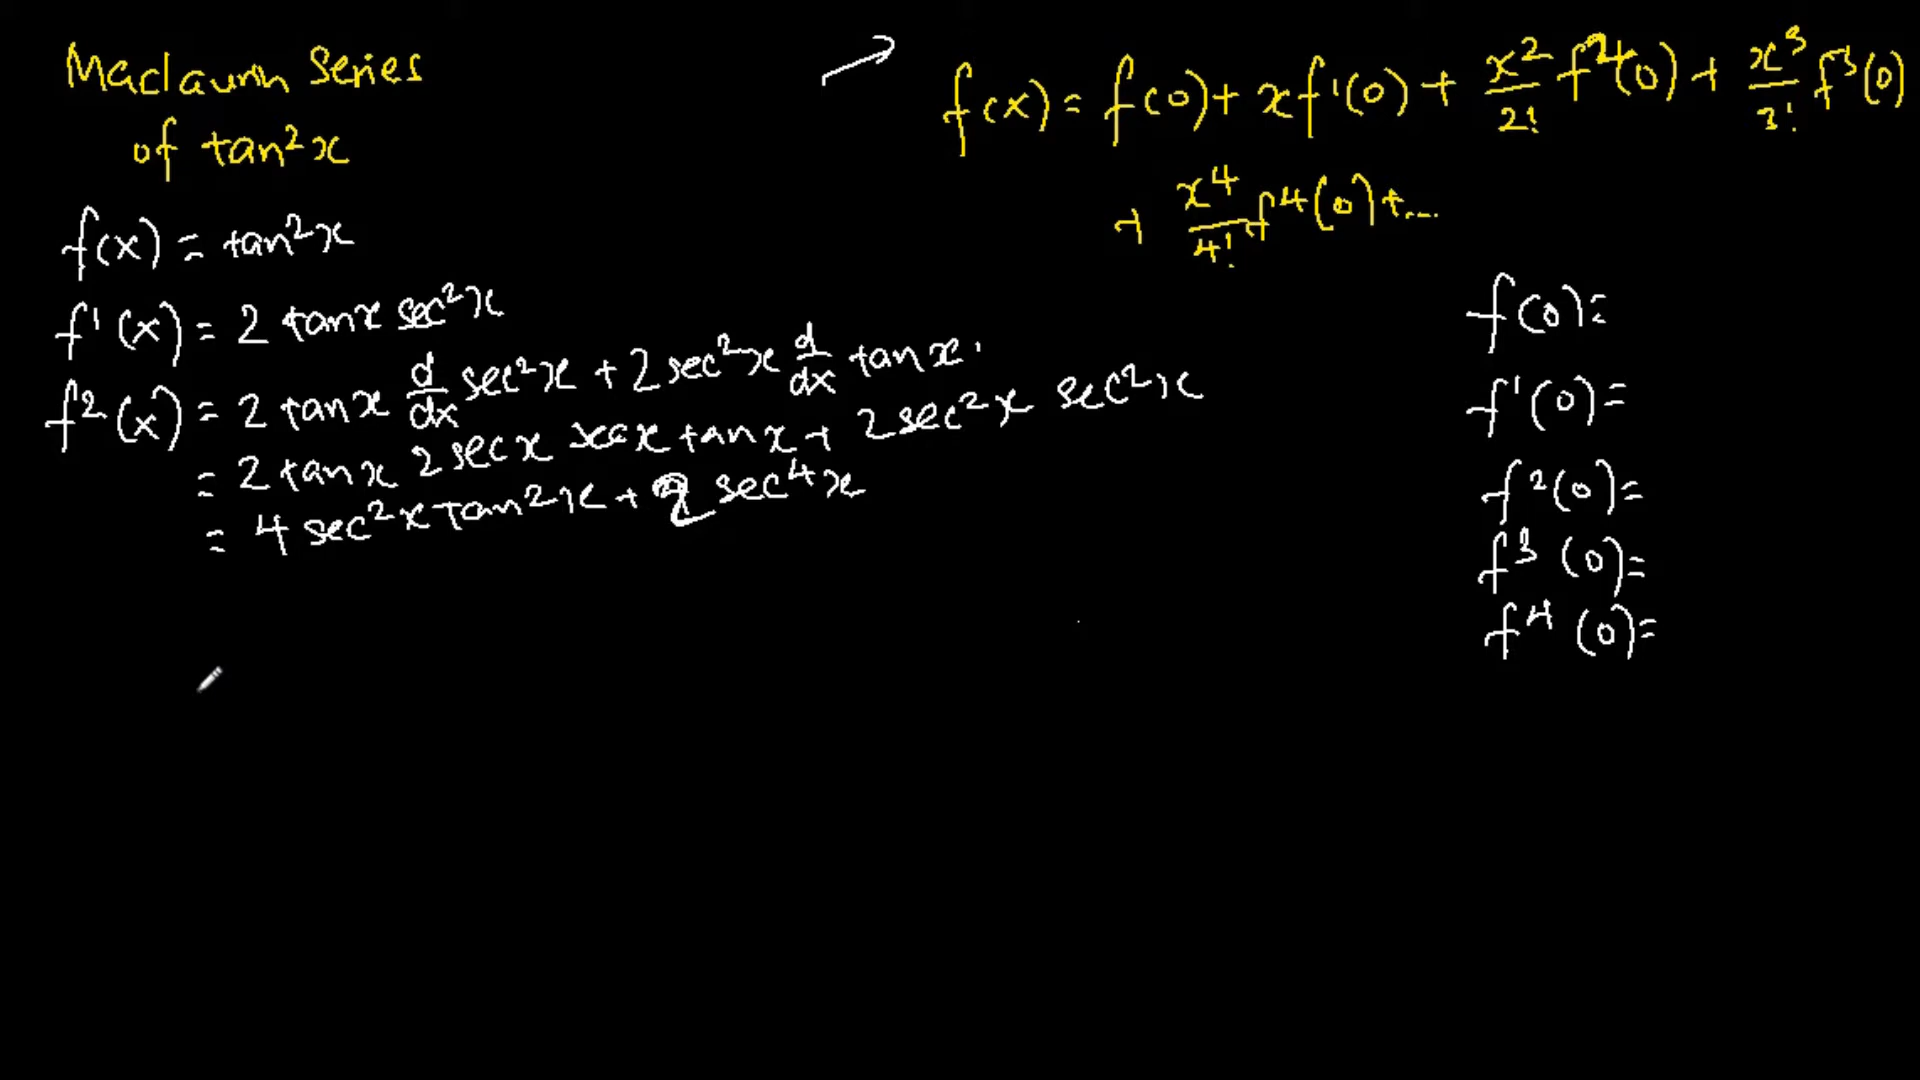 Maclaurin Series
of tan²x
→ f(x) = f(0) + x f'(0) + x²/2! f²(0) + x³/3! f³(0)
+ x⁴/4! f⁴(0) + ...
f(x) = tan²x
f'(x) = 2 tanx sec²x
f²(x) = 2 tanx d/dx sec²x + 2 sec²x d/dx tanx
= 2 tanx 2 secx secx tanx + 2 sec²x sec²x
= 4 sec²x tan²x + 2 sec⁴x
f(0) =
f'(0) =
f²(0) =
f³(0) =
f⁴(0) =